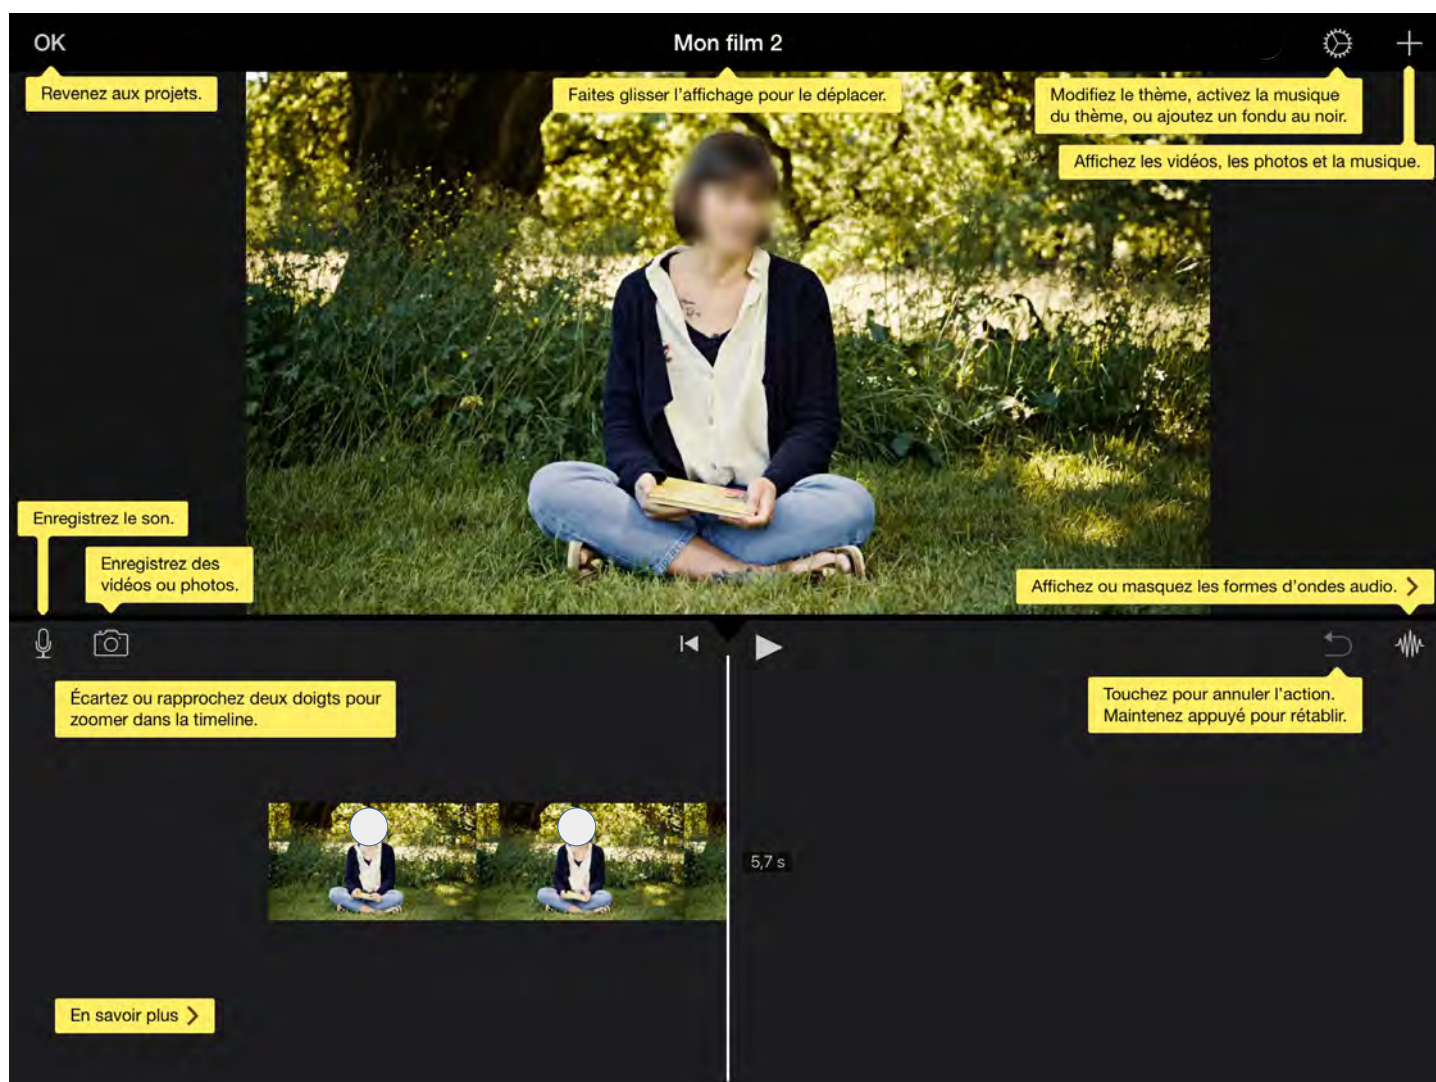 OK
Mon film 2
Revenez aux projets.
Faites glisser l’affichage pour le déplacer.
Modifiez le thème, activez la musique
du thème, ou ajoutez un fondu au noir.
Affichez les vidéos, les photos et la musique.
Enregistrez le son.
Enregistrez des
vidéos ou photos.
Affichez ou masquez les formes d’ondes audio.
Écartez ou rapprochez deux doigts pour
zoomer dans la timeline.
Touchez pour annuler l’action.
Maintenez appuyé pour rétablir.
5,7 s
En savoir plus